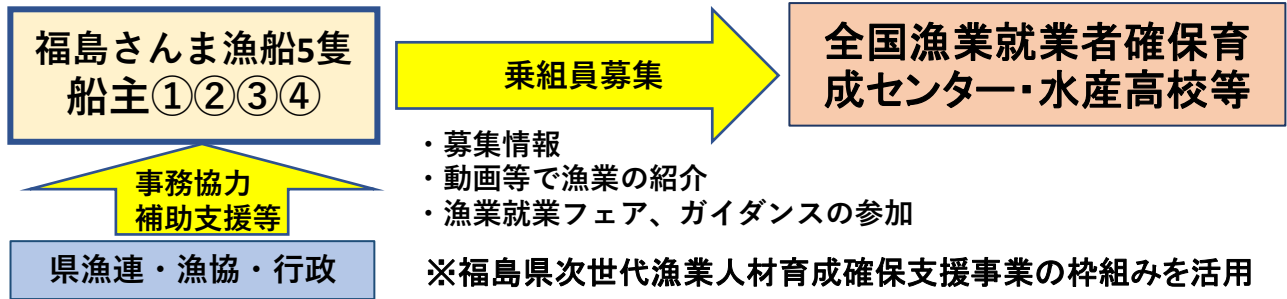 福島さんま漁船5隻
船主①②③④
乗組員募集
全国漁業就業者確保育
成センター・水産高校等
・募集情報
・動画等で漁業の紹介
・漁業就業フェア、ガイダンスの参加
事務協力
補助支援等
県漁連・漁協・行政
※福島県次世代漁業人材育成確保支援事業の枠組みを活用